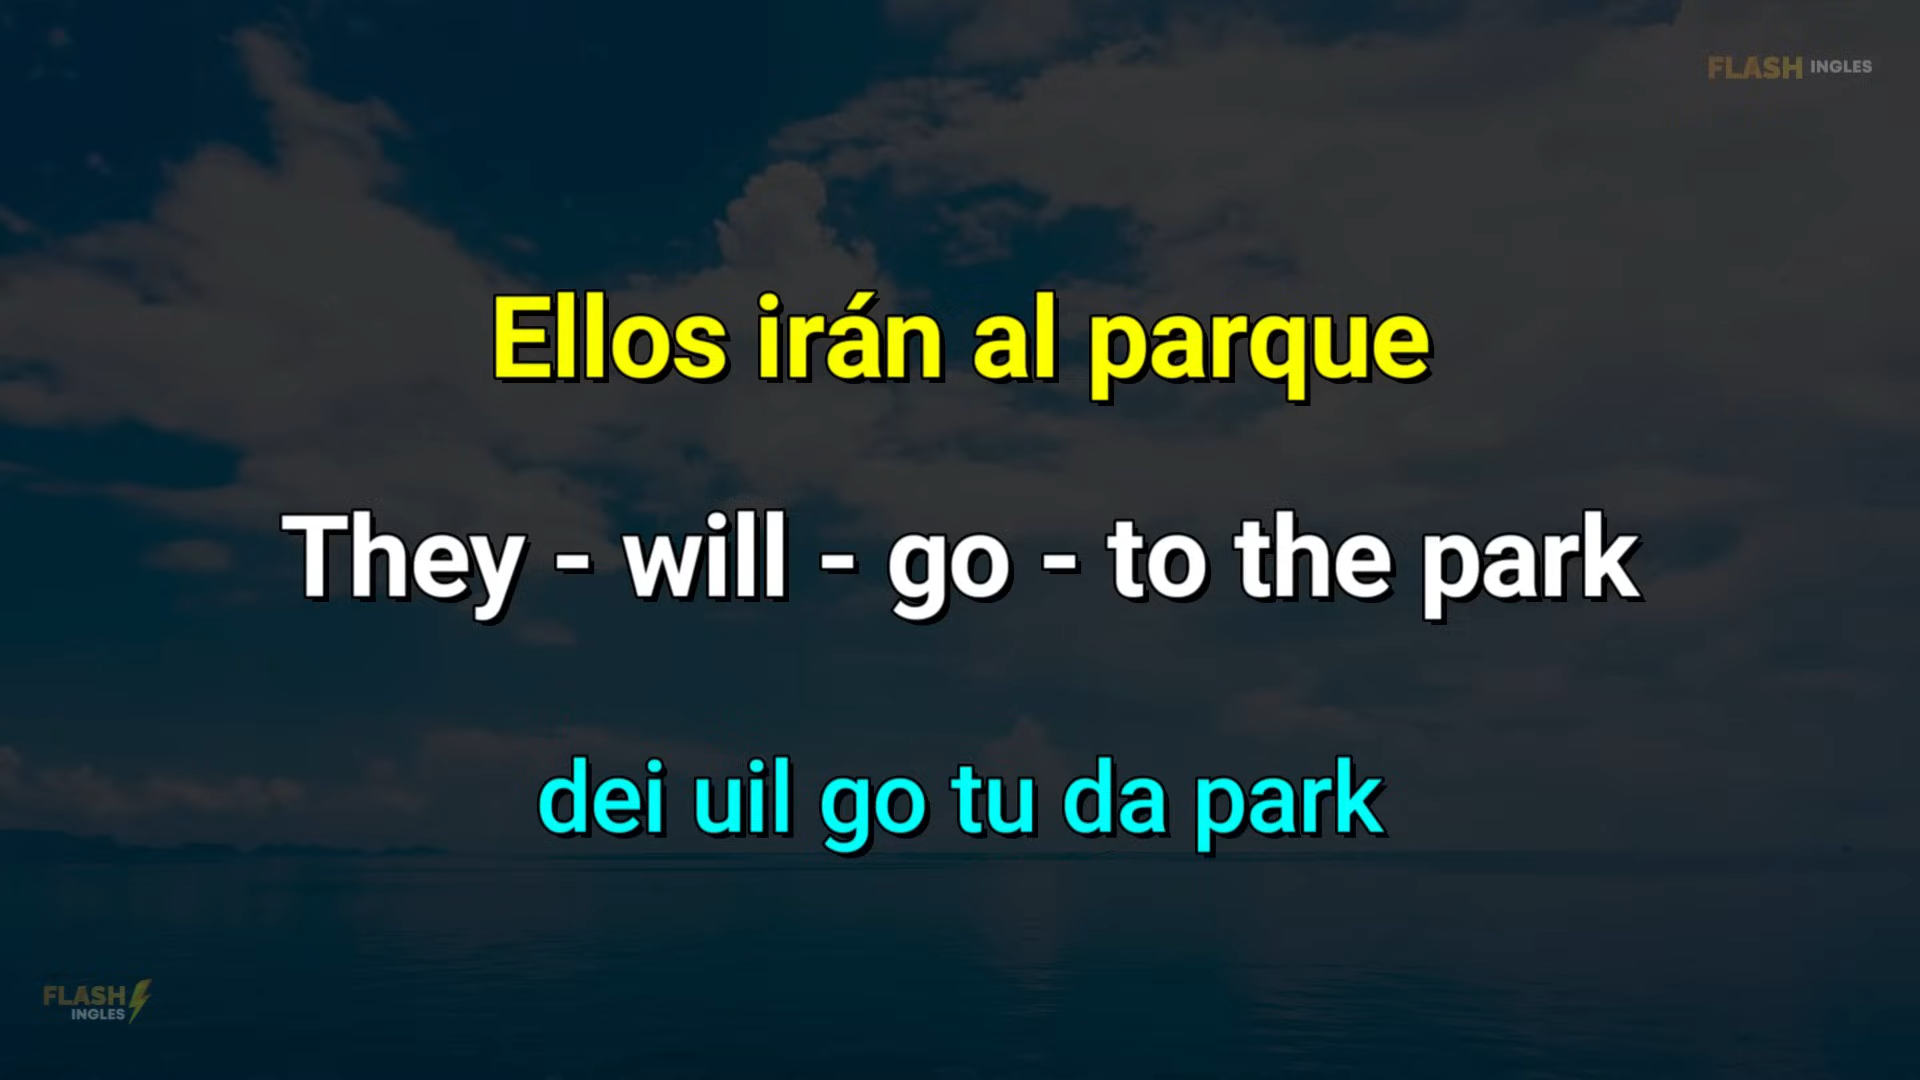 FLASH INGLES
Ellos irán al parque
They - will - go - to the park
dei uil go tu da park
FLASH
INGLES